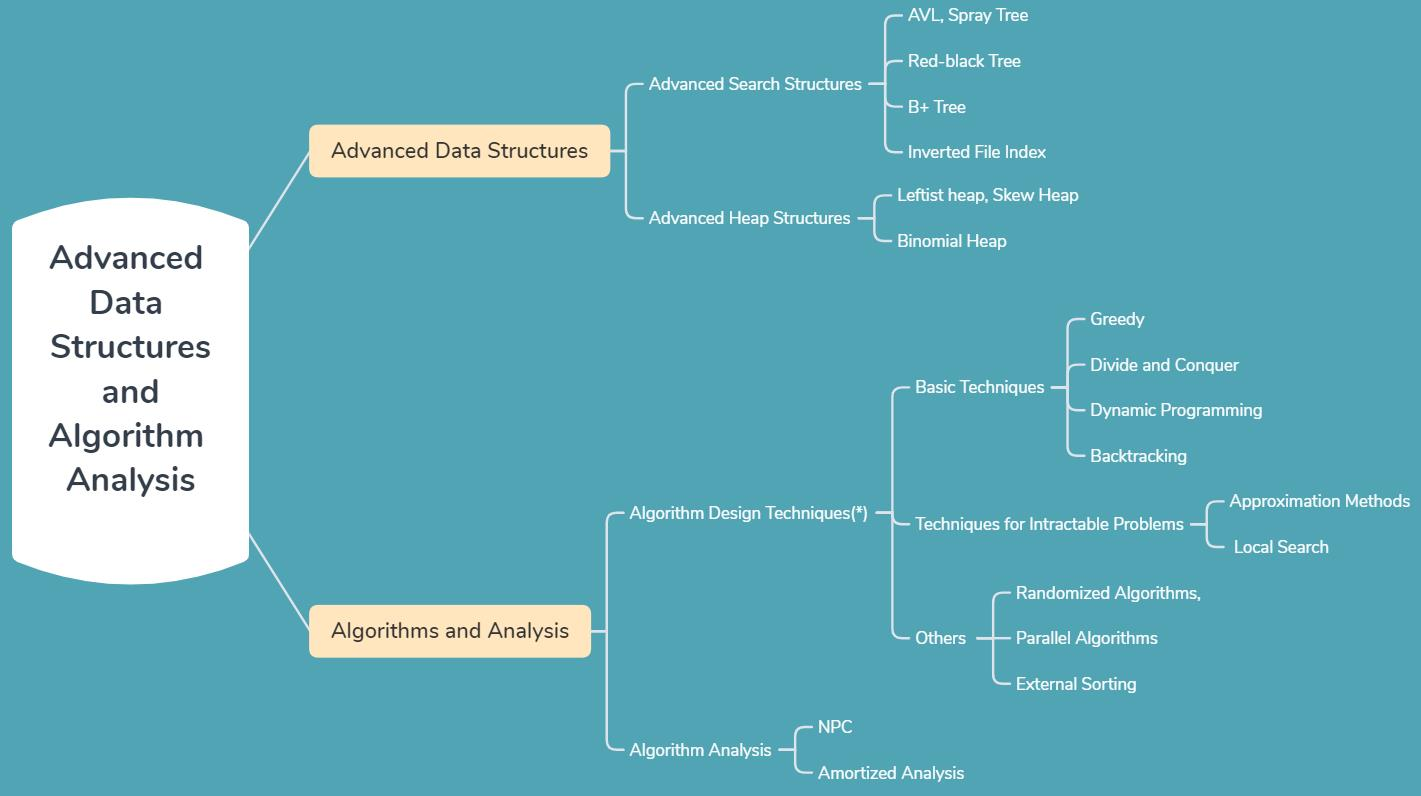 Advanced
Data
Structures
and
Algorithm
Analysis
Advanced Data Structures
Advanced Search Structures
AVL, Spray Tree
Red-black Tree
B+ Tree
Inverted File Index
Advanced Heap Structures
Leftist heap, Skew Heap
Binomial Heap
Algorithms and Analysis
Algorithm Design Techniques(*)
Basic Techniques
Greedy
Divide and Conquer
Dynamic Programming
Backtracking
Techniques for Intractable Problems
Approximation Methods
Local Search
Others
Randomized Algorithms,
Parallel Algorithms
External Sorting
Algorithm Analysis
NPC
Amortized Analysis